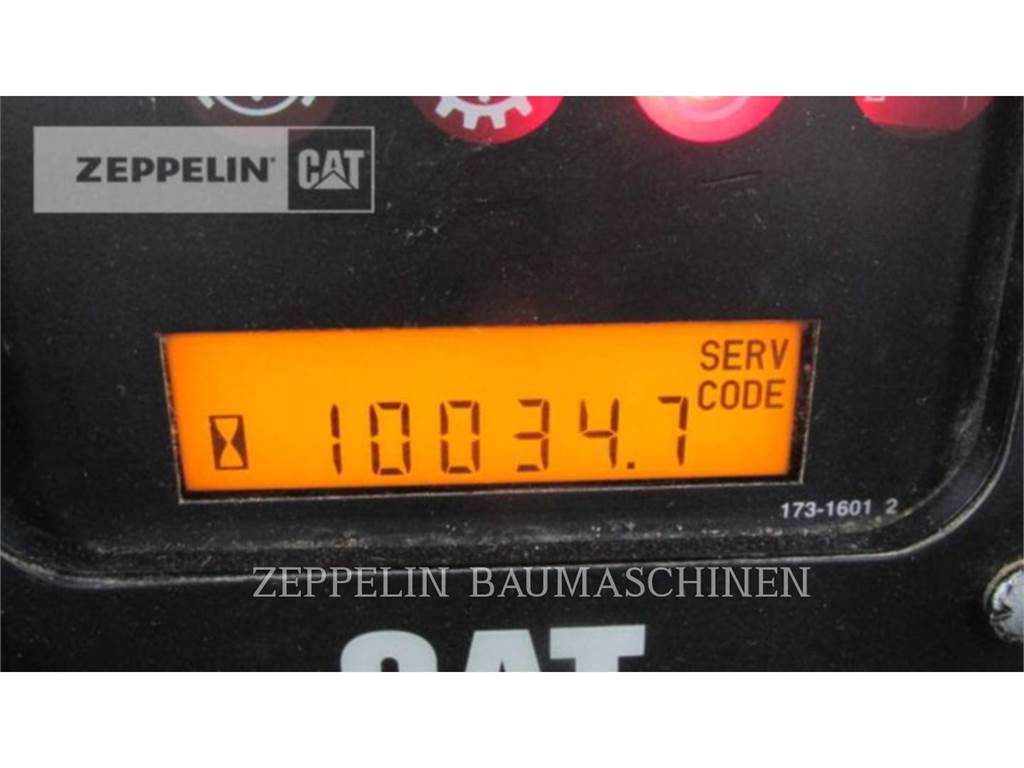 ZEPPELIN® CAT
SERV
CODE
10034.7
173-1601 2
ZEPPELIN BAUMASCHINEN
CAT